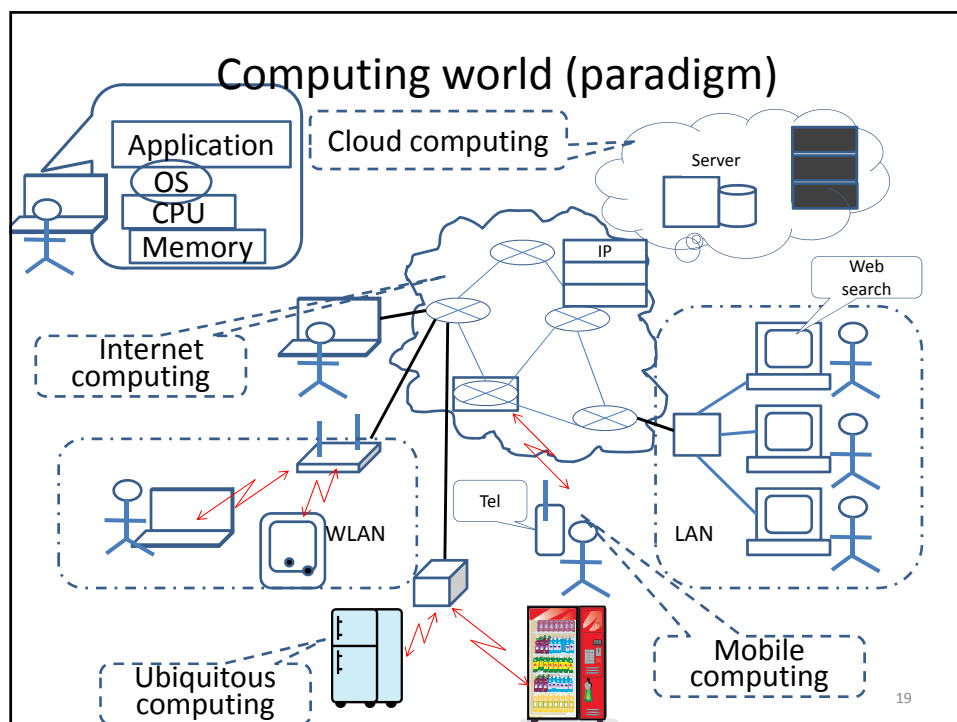 Computing world (paradigm)
Application
OS
CPU
Memory
Cloud computing
Server
IP
Web
search
Internet
computing
Tel
WLAN
LAN
Ubiquitous
computing
Mobile
computing
19